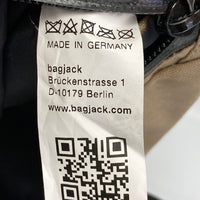 MADE IN GERMANY
bagjack
Brückenstrasse 1
D-10179 Berlin
www.bagjack.com